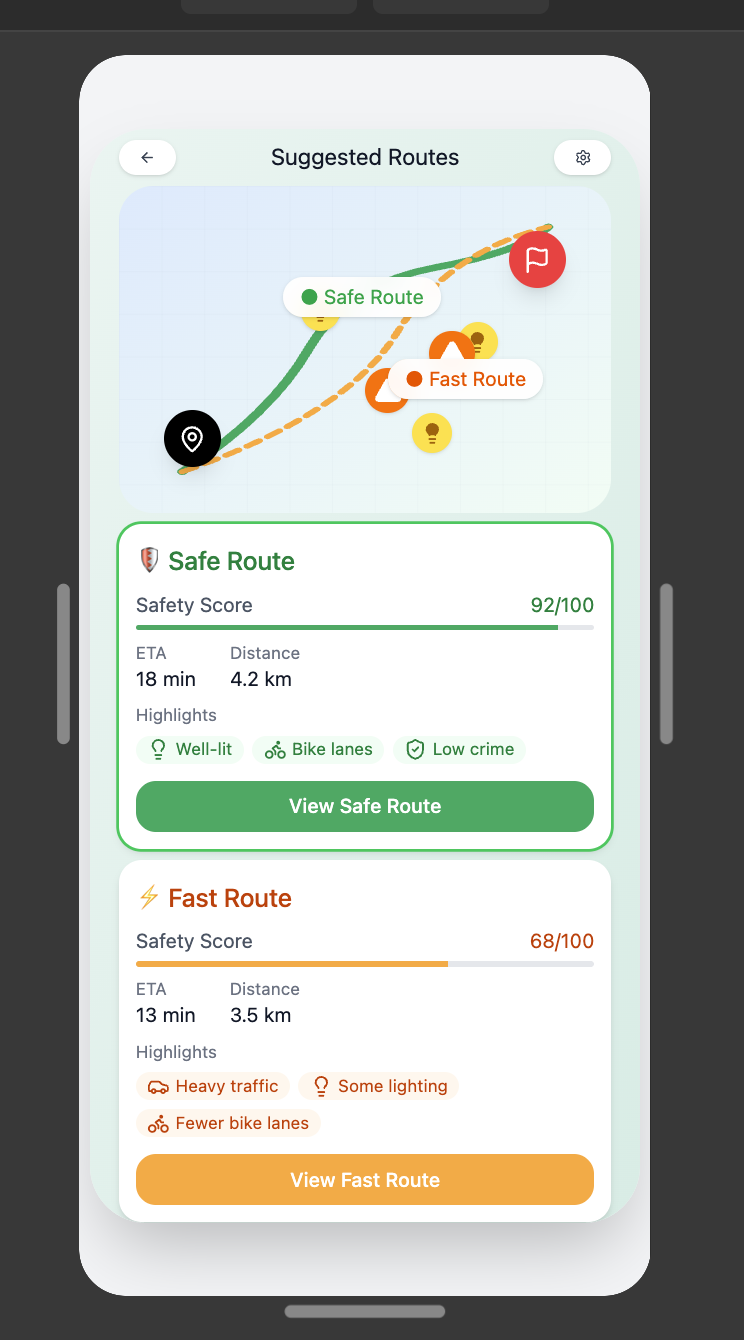 Suggested Routes
Safe Route
Fast Route
Safe Route
Safety Score 92/100
ETA Distance
18 min 4.2 km
Highlights
Well-lit Bike lanes Low crime
View Safe Route
Fast Route
Safety Score 68/100
ETA Distance
13 min 3.5 km
Highlights
Heavy traffic Some lighting
Fewer bike lanes
View Fast Route